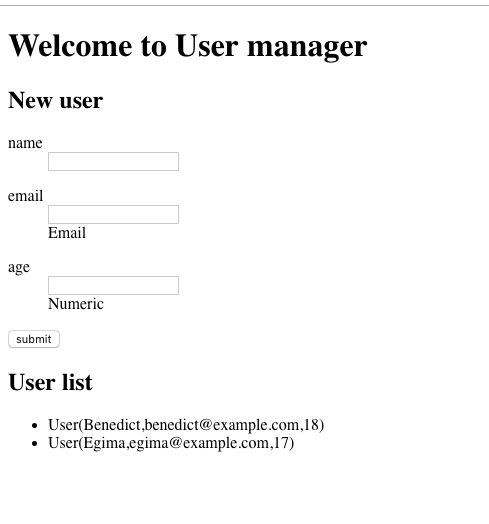 Welcome to User manager
New user
name
email
Email
age
Numeric
submit
User list
User(Benedict,benedict@example.com,18)
User(Egima,egima@example.com,17)